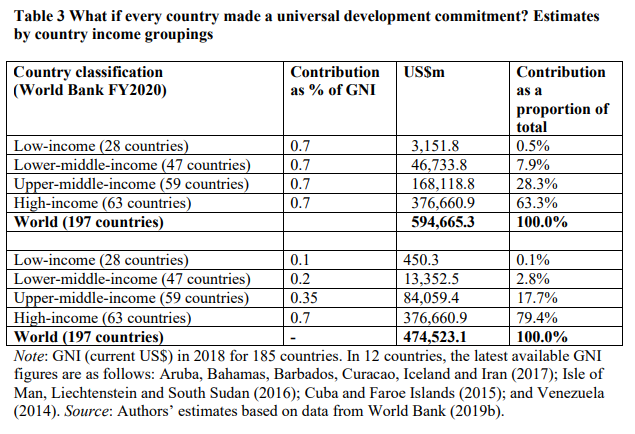 Table 3 What if every country made a universal development commitment? Estimates
by country income groupings
Country classification (World Bank FY2020) Contribution as % of GNI US$m Contribution as a proportion of total
Low-income (28 countries) 0.7 3,151.8 0.5%
Lower-middle-income (47 countries) 0.7 46,733.8 7.9%
Upper-middle-income (59 countries) 0.7 168,118.8 28.3%
High-income (63 countries) 0.7 376,660.9 63.3%
World (197 countries) 594,665.3 100.0%
Low-income (28 countries) 0.1 450.3 0.1%
Lower-middle-income (47 countries) 0.2 13,352.5 2.8%
Upper-middle-income (59 countries) 0.35 84,059.4 17.7%
High-income (63 countries) 0.7 376,660.9 79.4%
World (197 countries) - 474,523.1 100.0%
Note: GNI (current US$) in 2018 for 185 countries. In 12 countries, the latest available GNI
figures are as follows: Aruba, Bahamas, Barbados, Curacao, Iceland and Iran (2017); Isle of
Man, Liechtenstein and South Sudan (2016); Cuba and Faroe Islands (2015); and Venezuela
(2014). Source: Authors’ estimates based on data from World Bank (2019b).